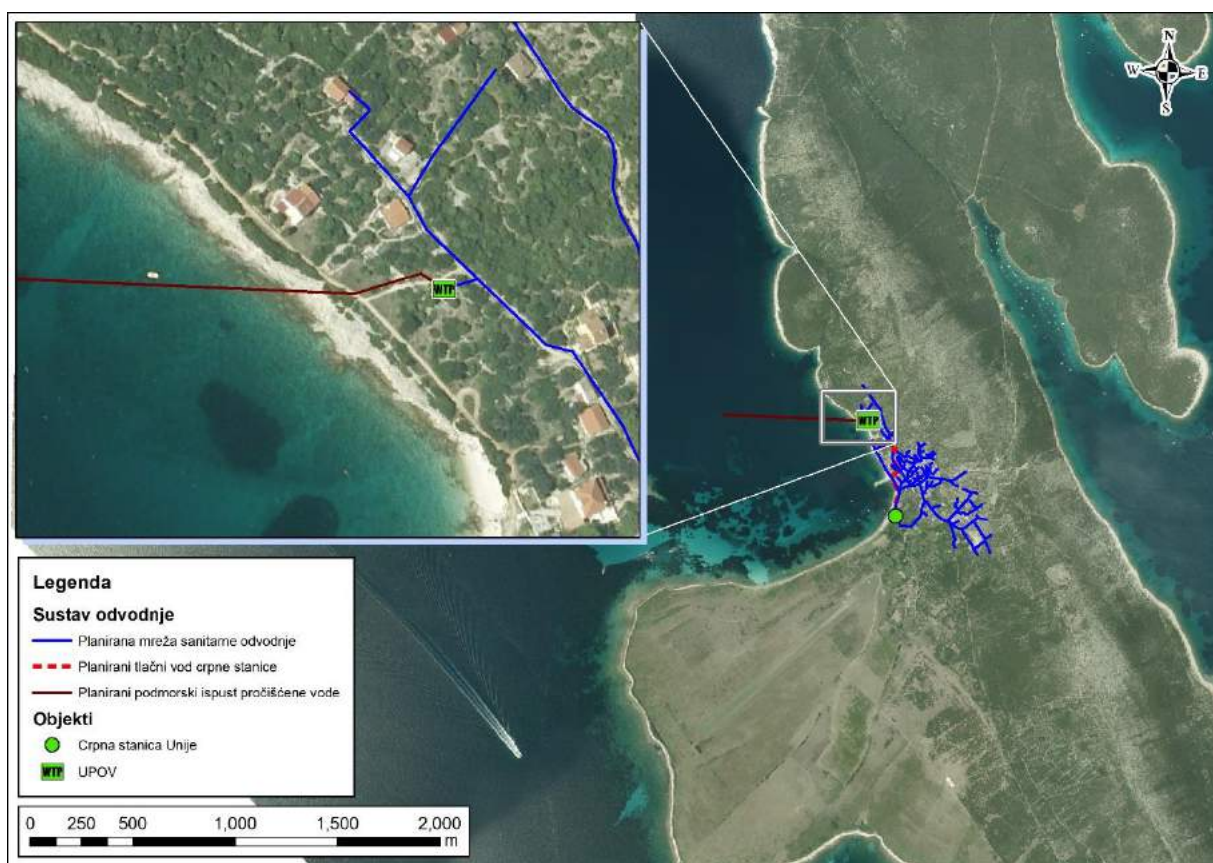 N
W E
S
WTP
WTP
Legenda
Sustav odvodnje
Planirana mreža sanitarne odvodnje
Planirani tlačni vod crpne stanice
Planirani podmorski ispust pročišćene vode
Objekti
Crpna stanica Unije
WTP UPOV
0 250 500 1,000 1,500 2,000
m